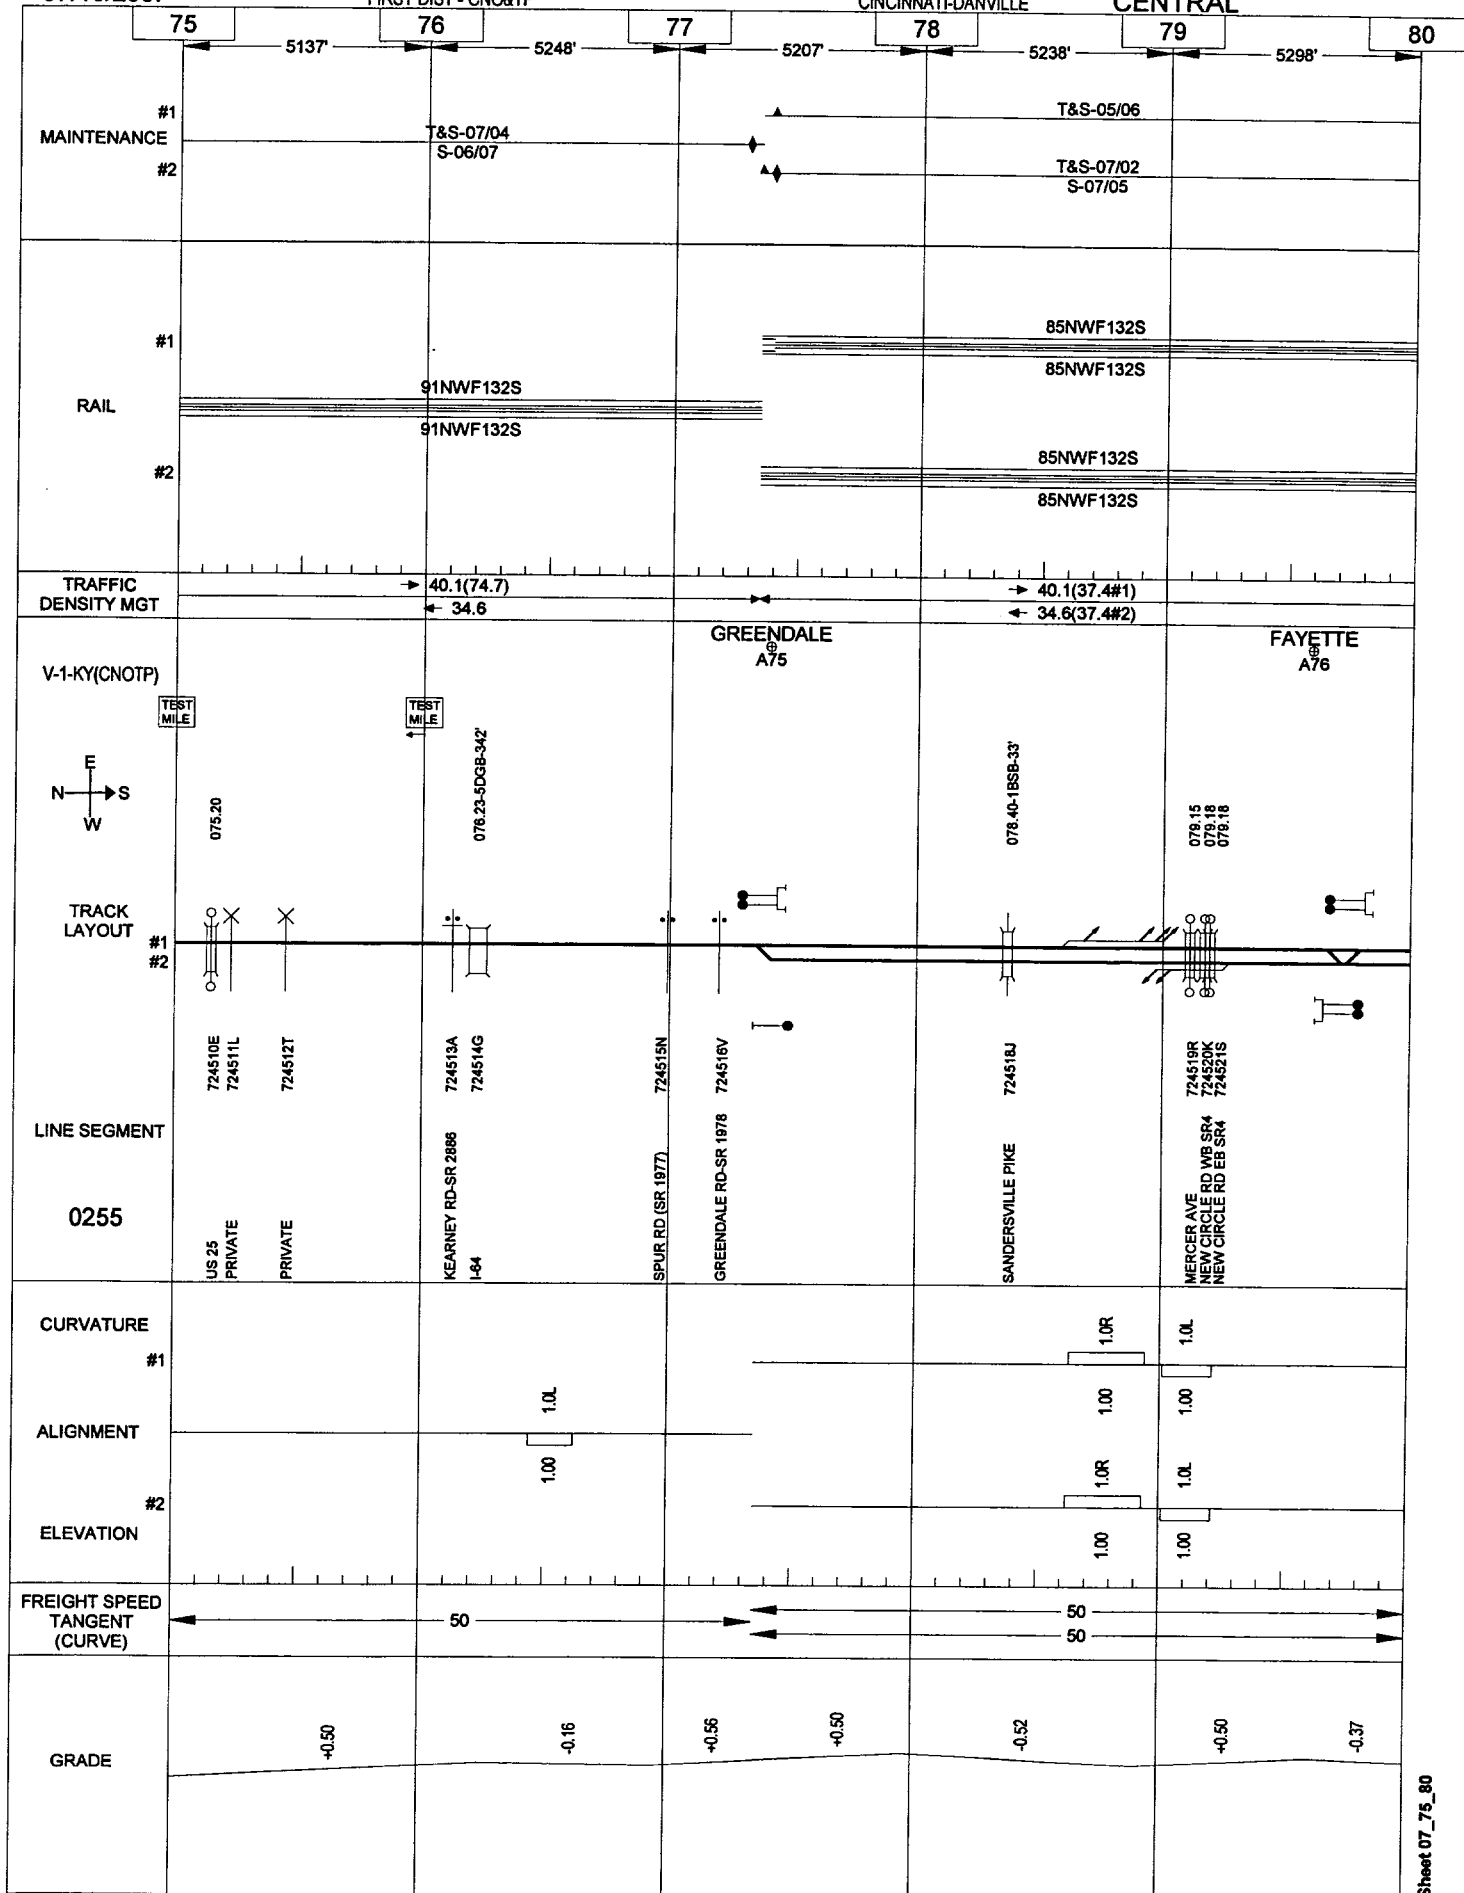 FIRST DIST - CNO&TP
CINCINNATI-DANVILLE
CENTRAL
75 76 77 78 79 80
5137' 5248' 5207' 5238' 5298'
MAINTENANCE
#1
#2
T&S-07/04
S-06/07
T&S-05/06
T&S-07/02
S-07/05
RAIL
#1
#2
91NWF132S
91NWF132S
85NWF132S
85NWF132S
85NWF132S
85NWF132S
TRAFFIC
DENSITY MGT
40.1(74.7)
34.6
40.1(37.4#1)
34.6(37.4#2)
V-1-KY(CNOTP)
GREENDALE
A75
FAYETTE
A76
TEST
MILE
TEST
MILE
E
N S
W
075.20
076.23-5DGB-342'
078.40-1BSB-33'
079.15
079.18
079.18
TRACK
LAYOUT
#1
#2
724510E
724511L
724512T
724513A
724514G
724515N
724516V
724518J
724519R
724520K
724521S
LINE SEGMENT
0255
US 25
PRIVATE
PRIVATE
KEARNEY RD-SR 2886
I-64
SPUR RD (SR 1977)
GREENDALE RD-SR 1978
SANDERSVILLE PIKE
MERCER AVE
NEW CIRCLE RD WB SR4
NEW CIRCLE RD EB SR4
CURVATURE
#1
1.0R
1.0L
1.00
1.00
ALIGNMENT
1.0L
1.00
#2
1.0R
1.0L
1.00
1.00
ELEVATION
FREIGHT SPEED
TANGENT
(CURVE)
50
50
50
GRADE
+0.50
-0.16
+0.56
+0.50
-0.52
+0.50
-0.37
Sheet 07_75_80